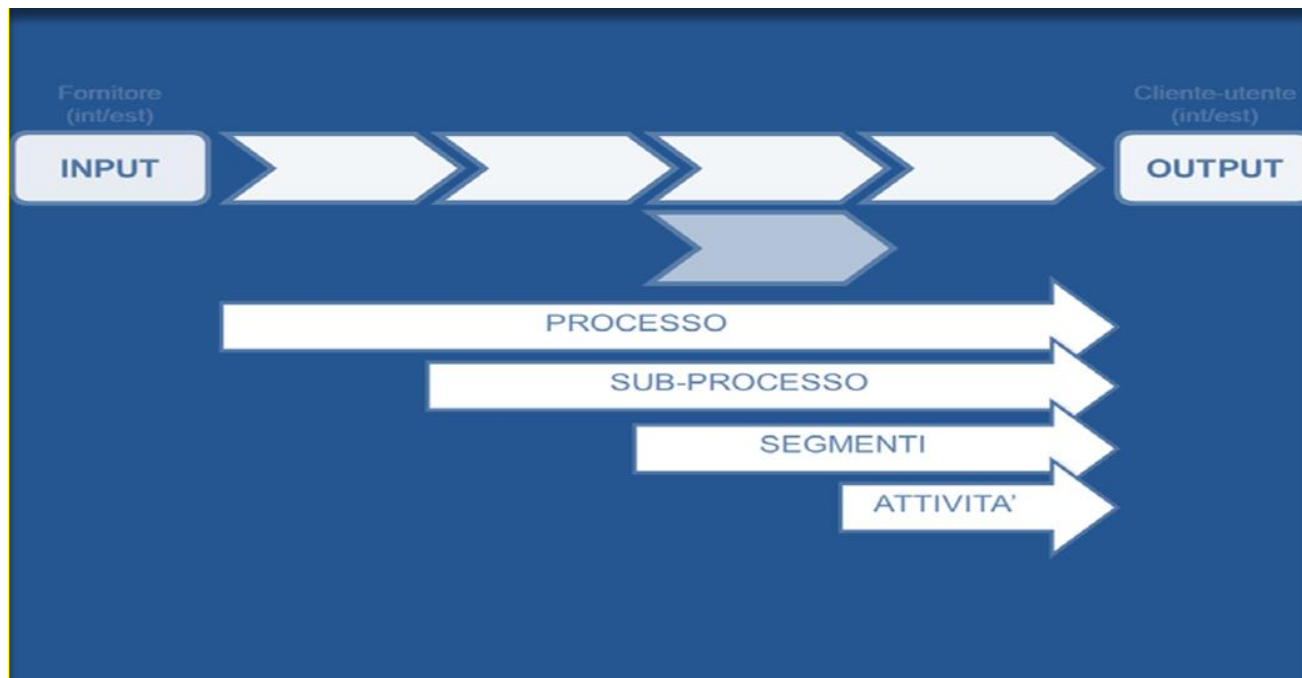 Fornitore
(int/est)
Cliente-utente
(int/est)
INPUT
OUTPUT
PROCESSO
SUB-PROCESSO
SEGMENTI
ATTIVITA'